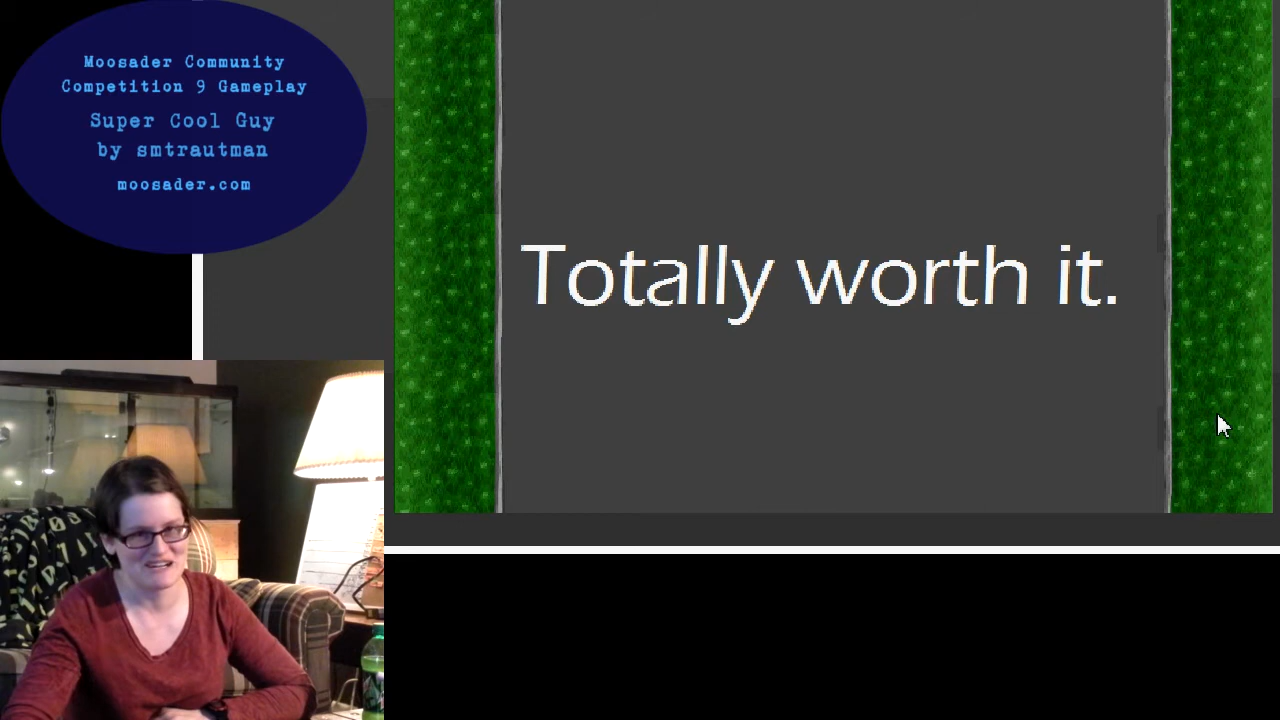 Moosader Community
Competition 9 Gameplay
Super Cool Guy
by smtrautman
moosader.com
Totally worth it.